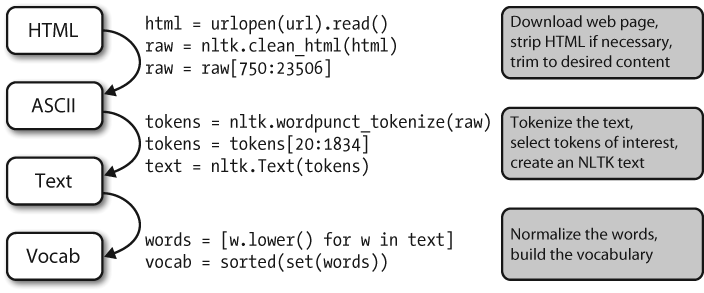 HTML
html = urlopen(url).read()
raw = nltk.clean_html(html)
raw = raw[750:23506]
Download web page,
strip HTML if necessary,
trim to desired content
ASCII
tokens = nltk.wordpunct_tokenize(raw)
tokens = tokens[20:1834]
text = nltk.Text(tokens)
Tokenize the text,
select tokens of interest,
create an NLTK text
Text
words = [w.lower() for w in text]
vocab = sorted(set(words))
Normalize the words,
build the vocabulary
Vocab